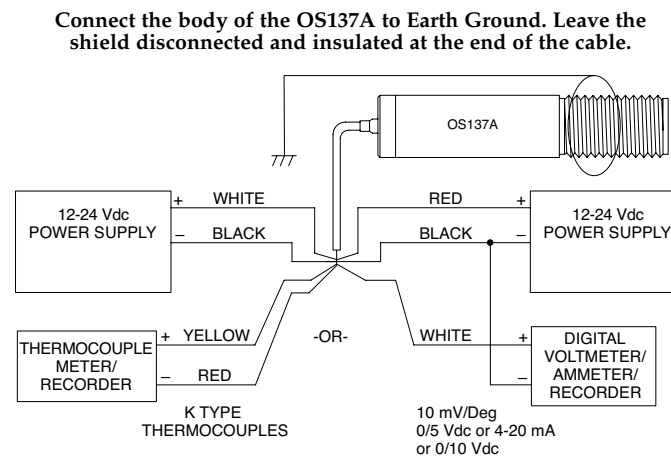 Connect the body of the OS137A to Earth Ground. Leave the
shield disconnected and insulated at the end of the cable.
OS137A
12-24 Vdc
POWER SUPPLY
+ WHITE
– BLACK
RED +
BLACK –
12-24 Vdc
POWER SUPPLY
THERMOCOUPLE
METER/
RECORDER
+ YELLOW
– RED
-OR-
WHITE +
–
DIGITAL
VOLTMETER/
AMMETER/
RECORDER
K TYPE
THERMOCOUPLES
10 mV/Deg
0/5 Vdc or 4-20 mA
or 0/10 Vdc